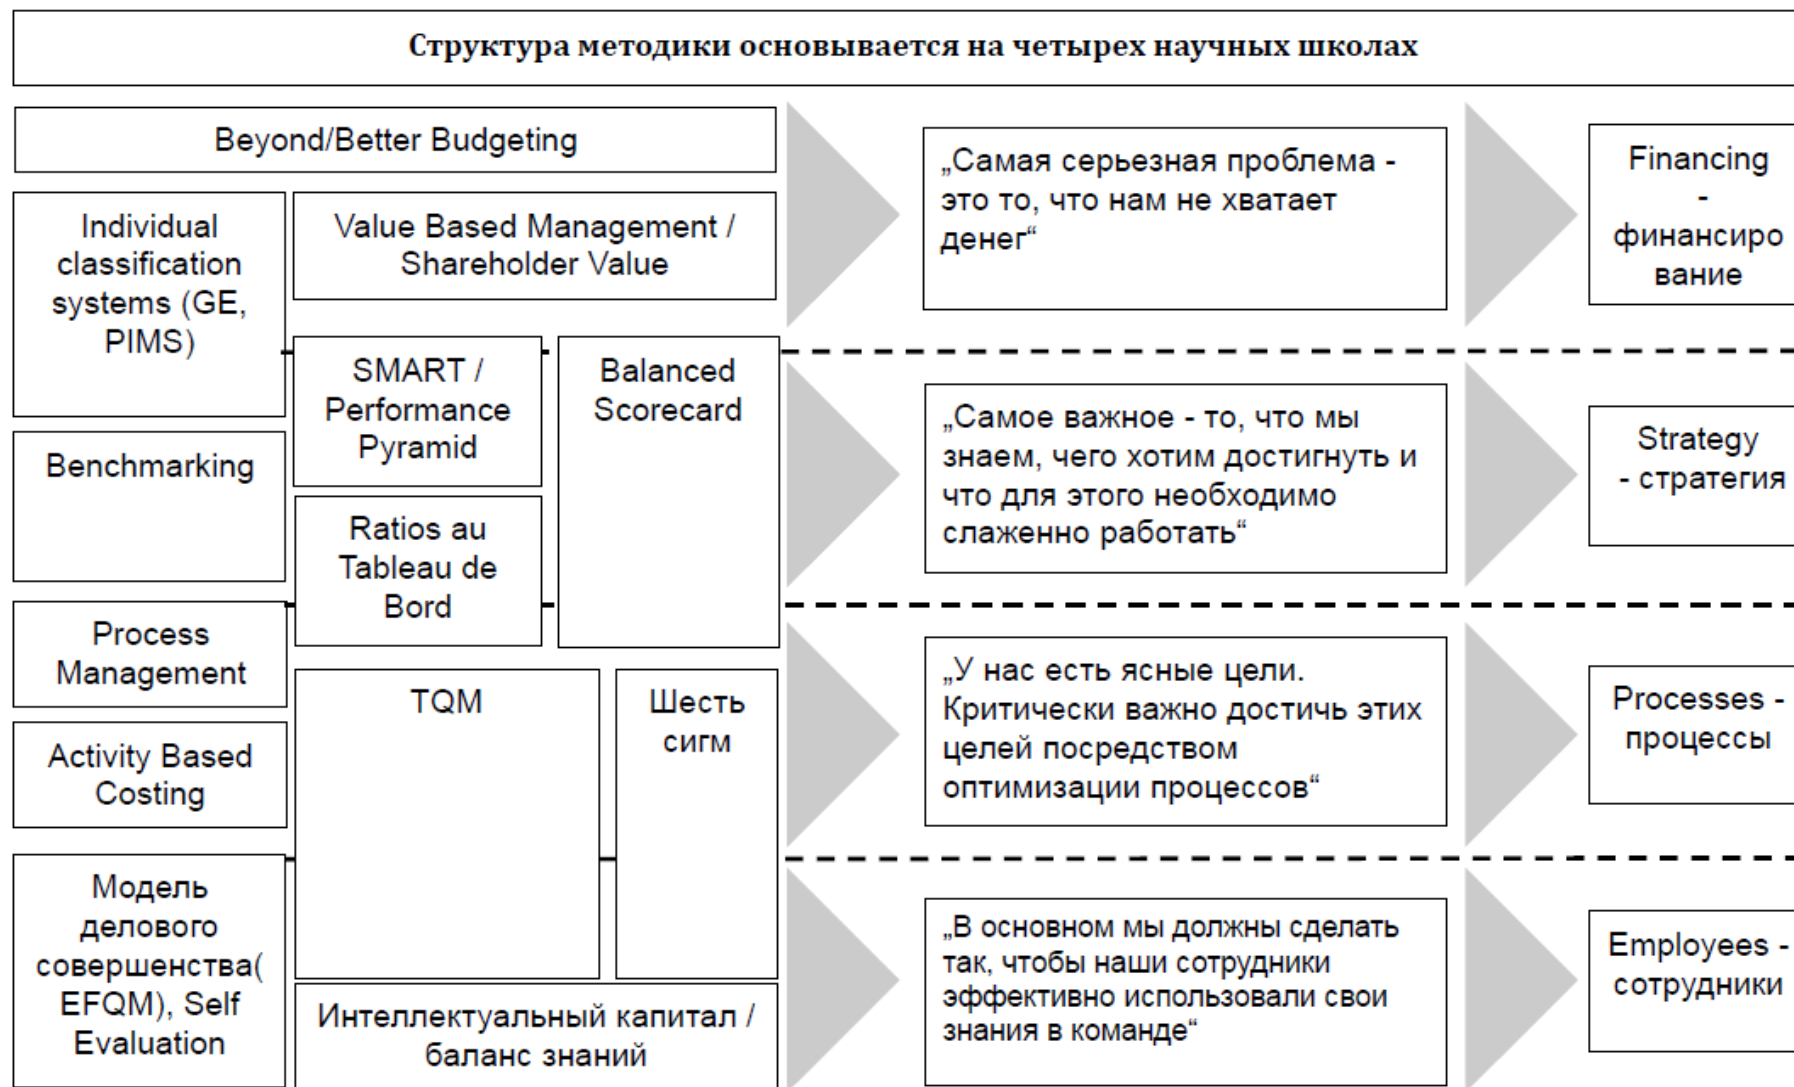 Структура методики основывается на четырех научных школах
Beyond/Better Budgeting
Individual
classification
systems (GE,
PIMS)
Value Based Management /
Shareholder Value
„Самая серьезная проблема -
это то, что нам не хватает
денег“
Financing
-
финансиро
вание
SMART /
Performance
Pyramid
Balanced
Scorecard
Benchmarking
Ratios au
Tableau de
Bord
„Самое важное - то, что мы
знаем, чего хотим достигнуть и
что для этого необходимо
слаженно работать“
Strategy
- стратегия
Process
Management
Activity Based
Costing
TQM
Шесть
сигм
„У нас есть ясные цели.
Критически важно достичь этих
целей посредством
оптимизации процессов“
Processes -
процессы
Модель
делового
совершенства(
EFQM), Self
Evaluation
Интеллектуальный капитал /
баланс знаний
„В основном мы должны сделать
так, чтобы наши сотрудники
эффективно использовали свои
знания в команде“
Employees -
сотрудники